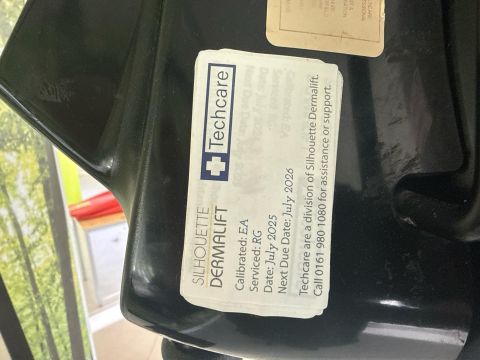 SILHOUETTE
DERMALIFT
Techcare
Calibrated: EA
Serviced: RG
Date: July 2025
Next Due Date: July 2026
Techcare are a division of Silhouette Dermalift.
Call 0161 980 1080 for assistance or support.